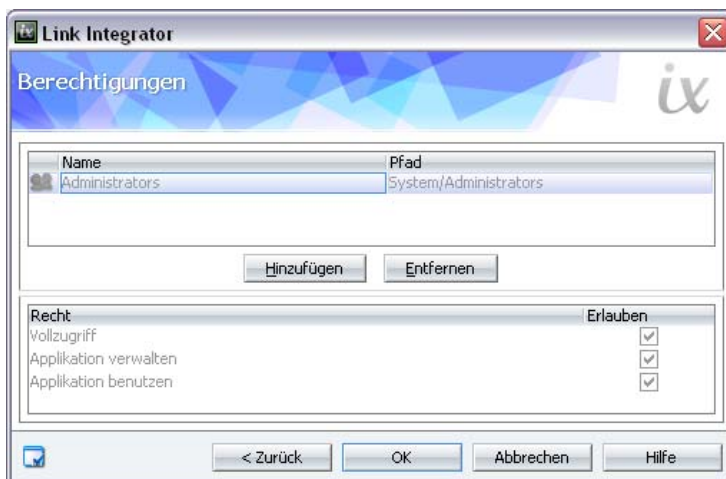 ix Link Integrator
Berechtigungen
ix
Name Pfad
Administrators System/Administrators
Hinzufügen Entfernen
Recht Erlauben
Vollzugriff
Applikation verwalten
Applikation benutzen
< Zurück OK Abbrechen Hilfe